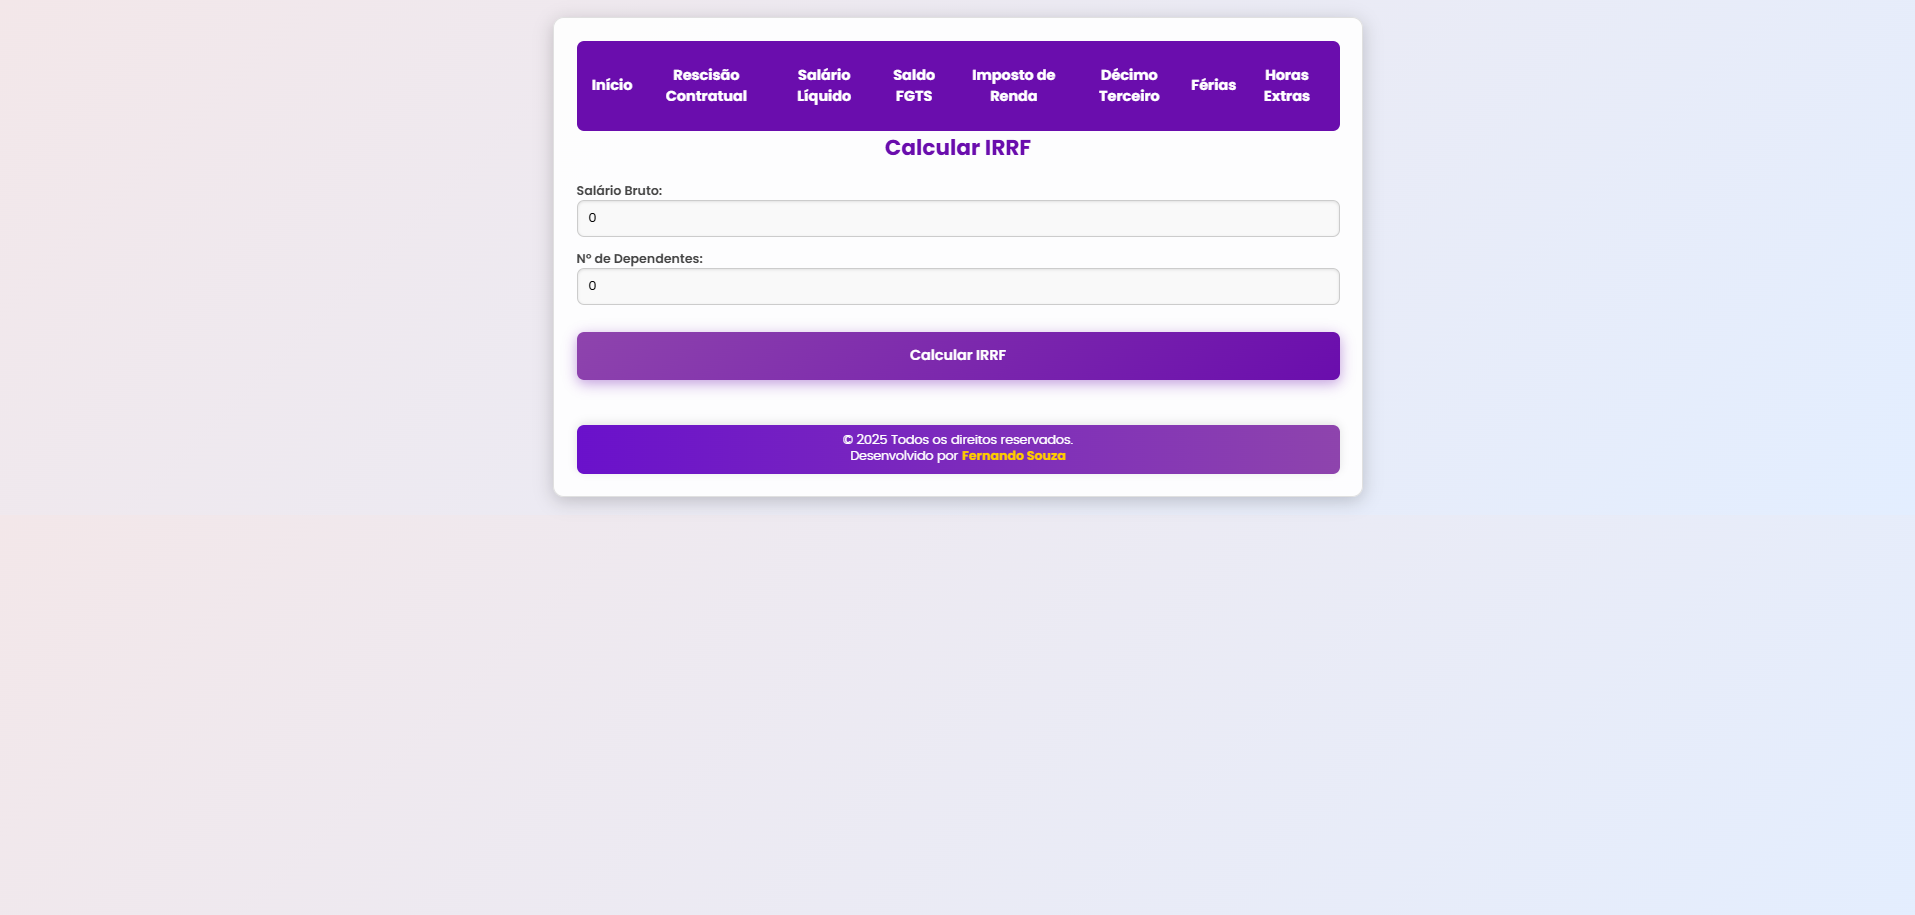 Início
Rescisão
Contratual
Salário
Líquido
Saldo
FGTS
Imposto de
Renda
Décimo
Terceiro
Férias
Horas
Extras
Calcular IRRF
Salário Bruto:
0
Nº de Dependentes:
0
Calcular IRRF
© 2025 Todos os direitos reservados.
Desenvolvido por Fernando Souza